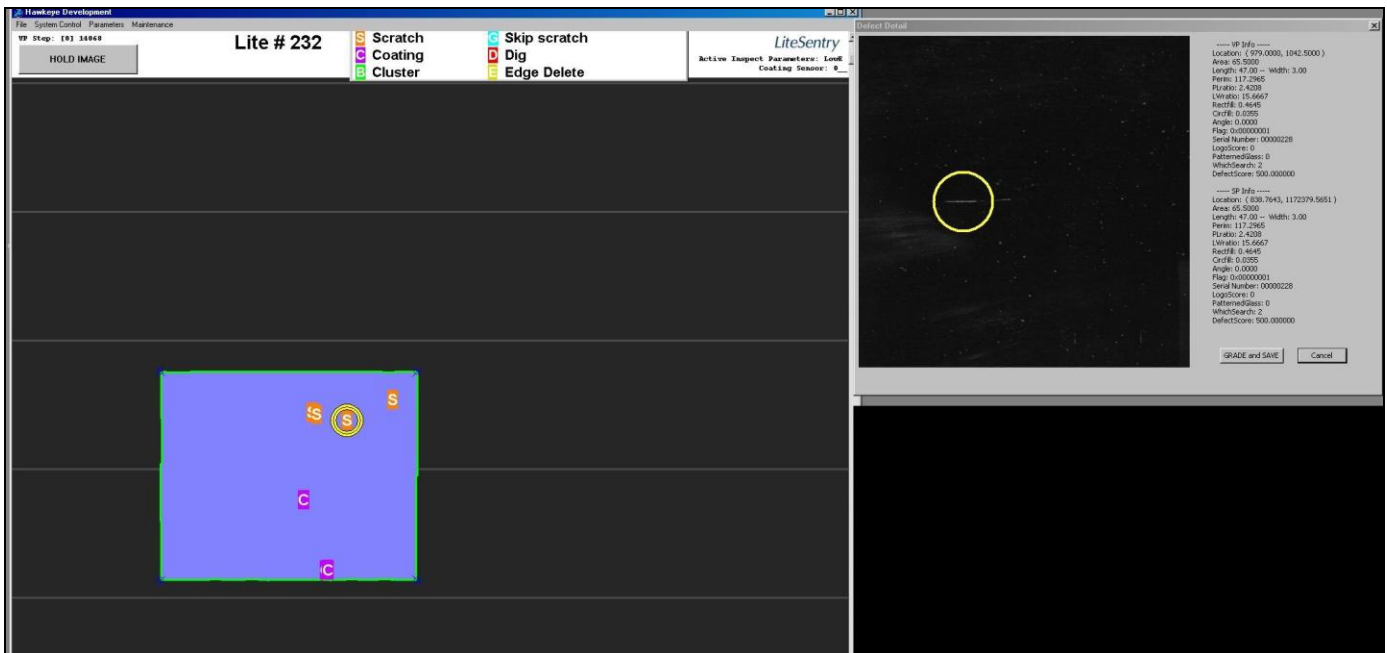 Hawkeye Development
File System Control Parameters Maintenance
VP Step: [0] 14068
HOLD IMAGE
Lite # 232
S Scratch
C Coating
B Cluster
G Skip scratch
D Dig
E Edge Delete
LiteSentry
Active Inspect Parameters: LowE
Coating Sensor: 0__
S
S
S
S
C
C
C
Defect Detail
----- VP Info -----
Location: ( 979.0000, 1042.5000 )
Area: 65.5000
Length: 47.00 -- Width: 3.00
Perim: 117.2965
PLratio: 2.4208
LWratio: 15.6667
Rectfill: 0.4645
Circfill: 0.0355
Angle: 0.0000
Flag: 0x00000001
Serial Number: 00000228
LogoScore: 0
PatternedGlass: 0
WhichSearch: 2
DefectScore: 500.000000
----- SP Info -----
Location: ( 838.7643, 1172379.5651 )
Area: 65.5000
Length: 47.00 -- Width: 3.00
Perim: 117.2965
PLratio: 2.4208
LWratio: 15.6667
Rectfill: 0.4645
Circfill: 0.0355
Angle: 0.0000
Flag: 0x00000001
Serial Number: 00000228
LogoScore: 0
PatternedGlass: 0
WhichSearch: 2
DefectScore: 500.000000
GRADE and SAVE
Cancel